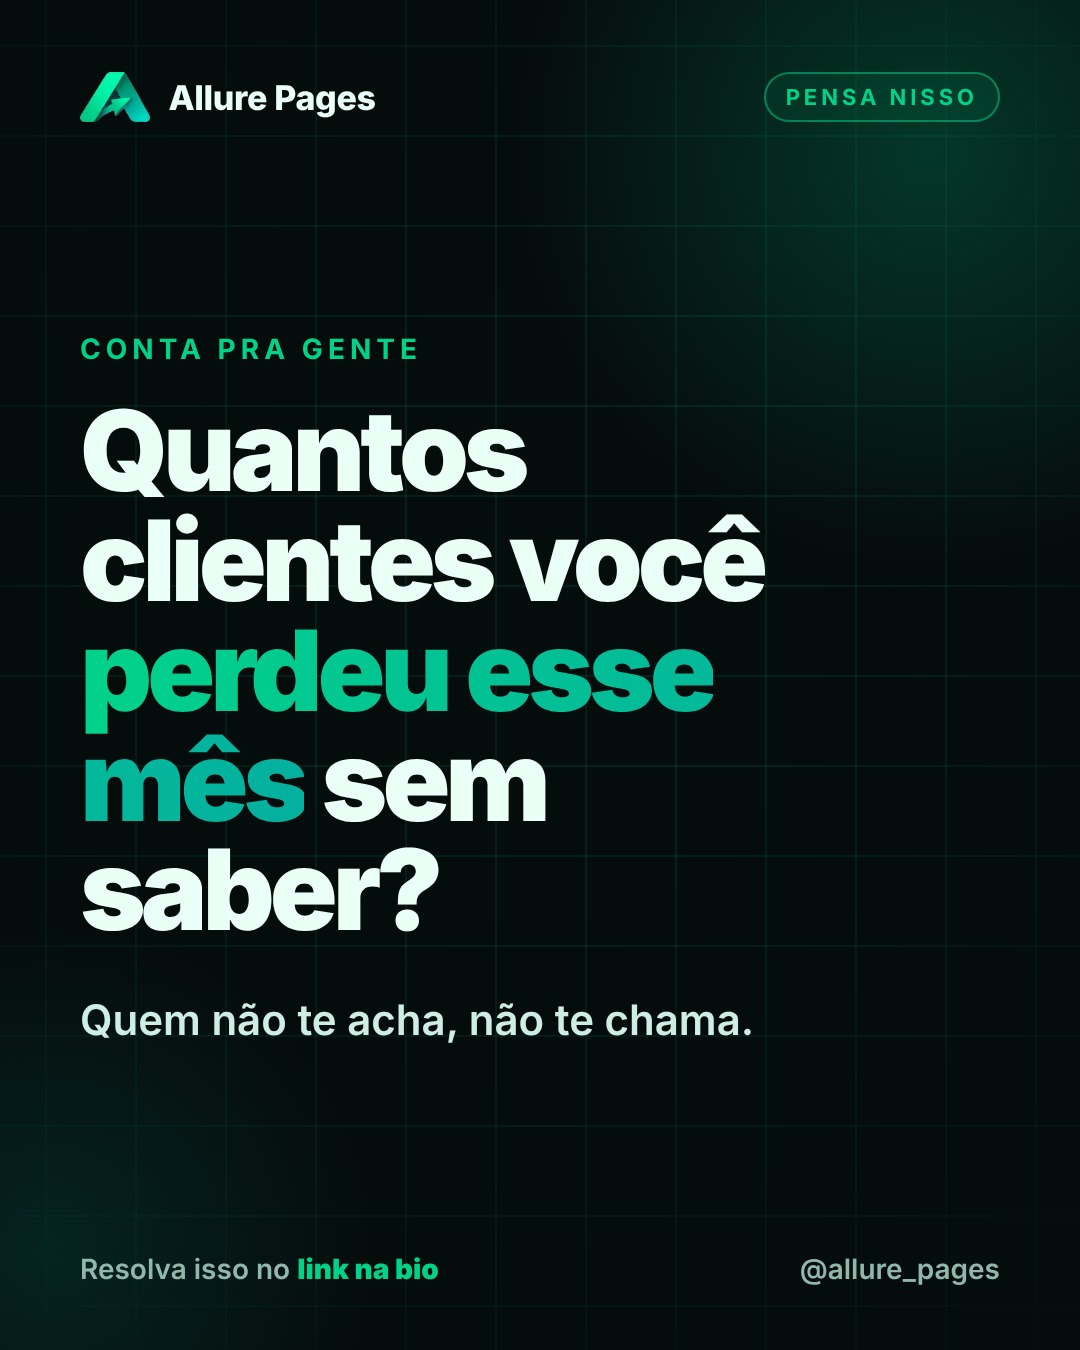 Allure Pages
PENSA NISSO
CONTA PRA GENTE
Quantos
clientes você
perdeu esse
mês sem
saber?
Quem não te acha, não te chama.
Resolva isso no link na bio
@allure_pages